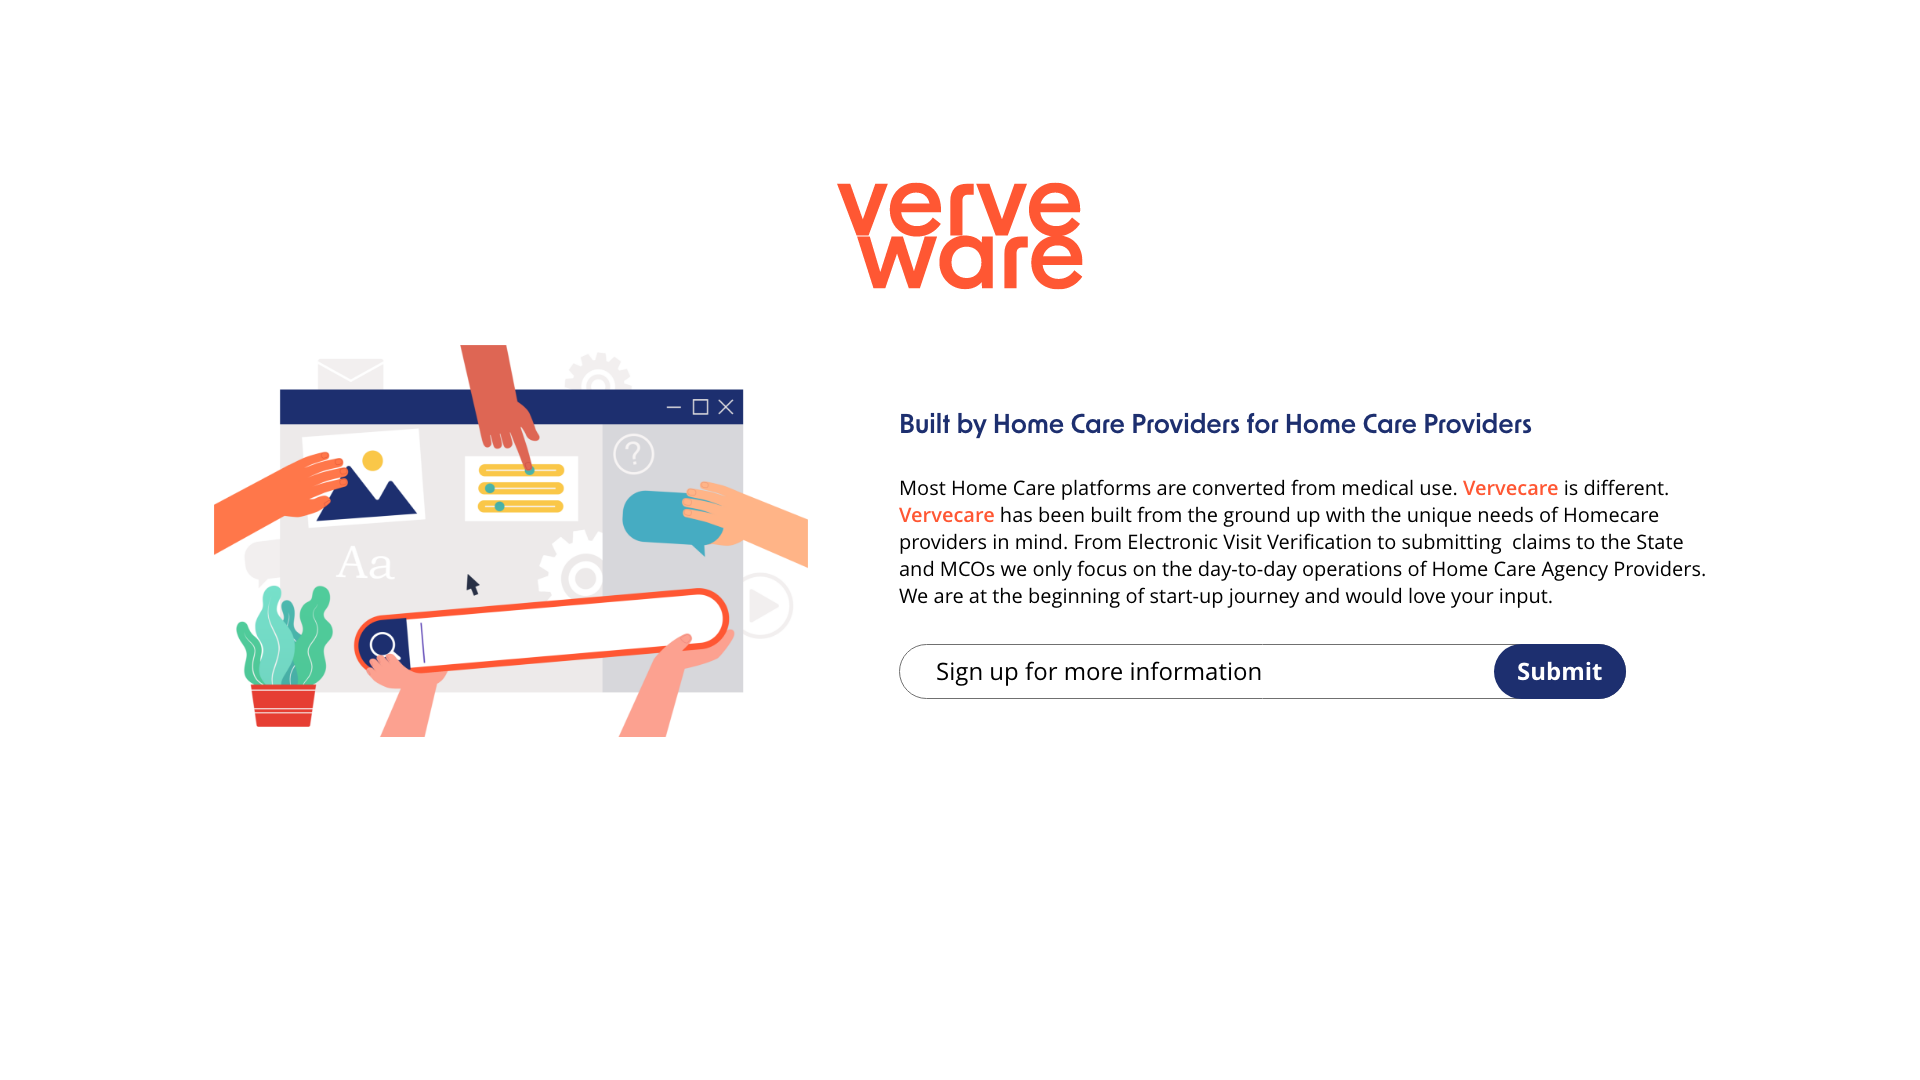 verve
ware
Built by Home Care Providers for Home Care Providers
Most Home Care platforms are converted from medical use. Vervecare is different.
Vervecare has been built from the ground up with the unique needs of Homecare
providers in mind. From Electronic Visit Verification to submitting  claims to the State
and MCOs we only focus on the day-to-day operations of Home Care Agency Providers.
We are at the beginning of start-up journey and would love your input.
Sign up for more information
Submit
?
Aa